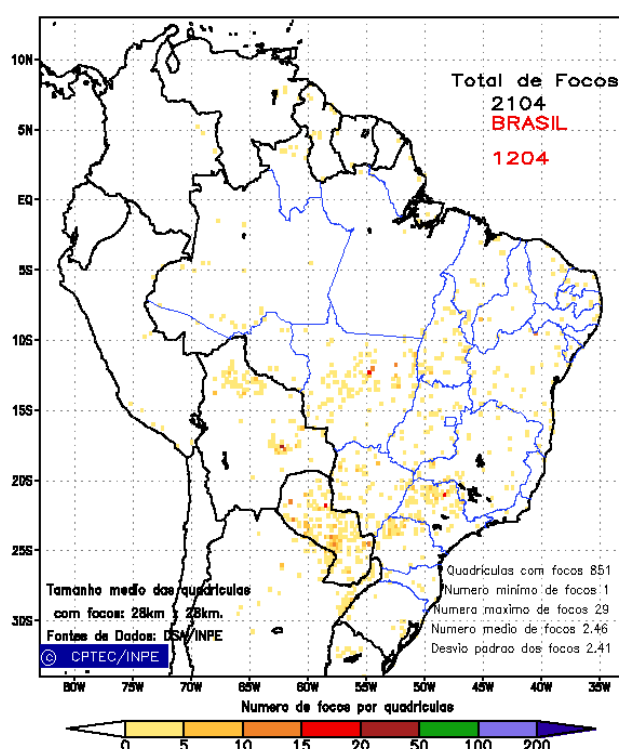 10N
5N
EQ
5S
10S
15S
20S
25S
30S
Total de Focos
2104
BRASIL
1204
Quadriculas com focos 851
Numero minimo de focos 1
Numera maximo de focos 29
Numero medio de focos 2.46
Desvio padrao dos focos 2.41
Tamanho medio das quadriculas
com focos: 28km x 28km.
Fontes de Dados: DSA/INPE
© CPTEC/INPE
80W 75W 70W 65W 60W 55W 50W 45W 40W 35W
Numero de focos por quadriculas
0 5 10 15 20 50 100 200